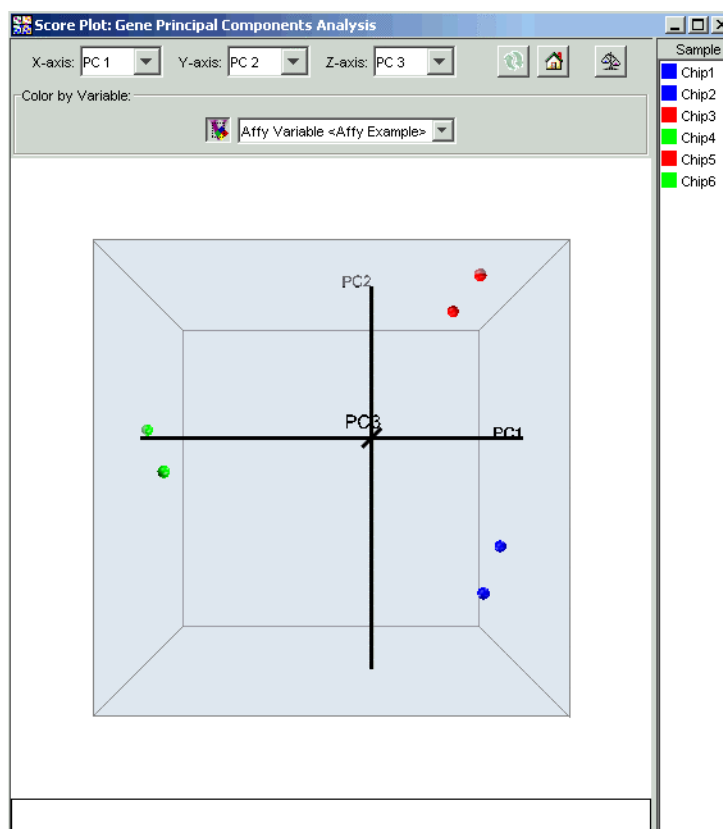 Score Plot: Gene Principal Components Analysis
X-axis: PC 1 Y-axis: PC 2 Z-axis: PC 3
Color by Variable:
Affy Variable <Affy Example>
Sample
Chip1
Chip2
Chip3
Chip4
Chip5
Chip6
PC2
PC3
PC1